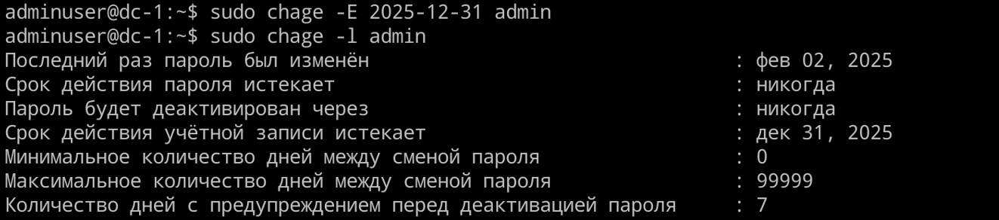 adminuser@dc-1:~$ sudo chage -E 2025-12-31 admin
adminuser@dc-1:~$ sudo chage -l admin
Последний раз пароль был изменён : фев 02, 2025
Срок действия пароля истекает : никогда
Пароль будет деактивирован через : никогда
Срок действия учётной записи истекает : дек 31, 2025
Минимальное количество дней между сменой пароля : 0
Максимальное количество дней между сменой пароля : 99999
Количество дней с предупреждением перед деактивацией пароля : 7